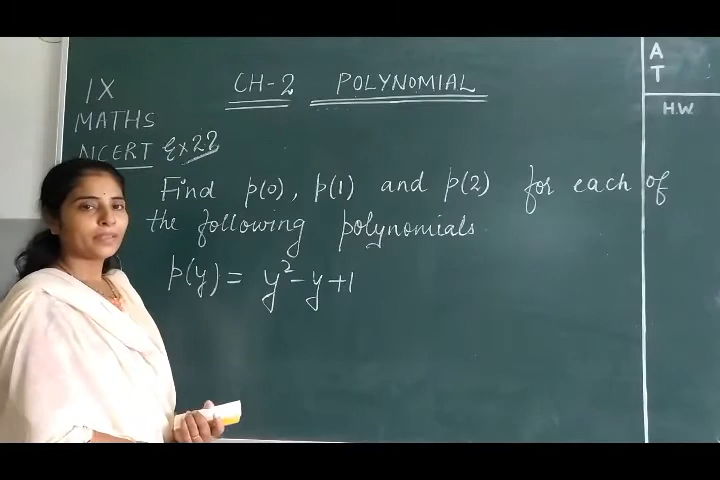 CH-2 POLYNOMIAL
IX
MATHS
NCERT Ex 2.2
Find p(0), p(1) and p(2) for each of
the following polynomials
p(y) = y² - y + 1
A
T
H.W